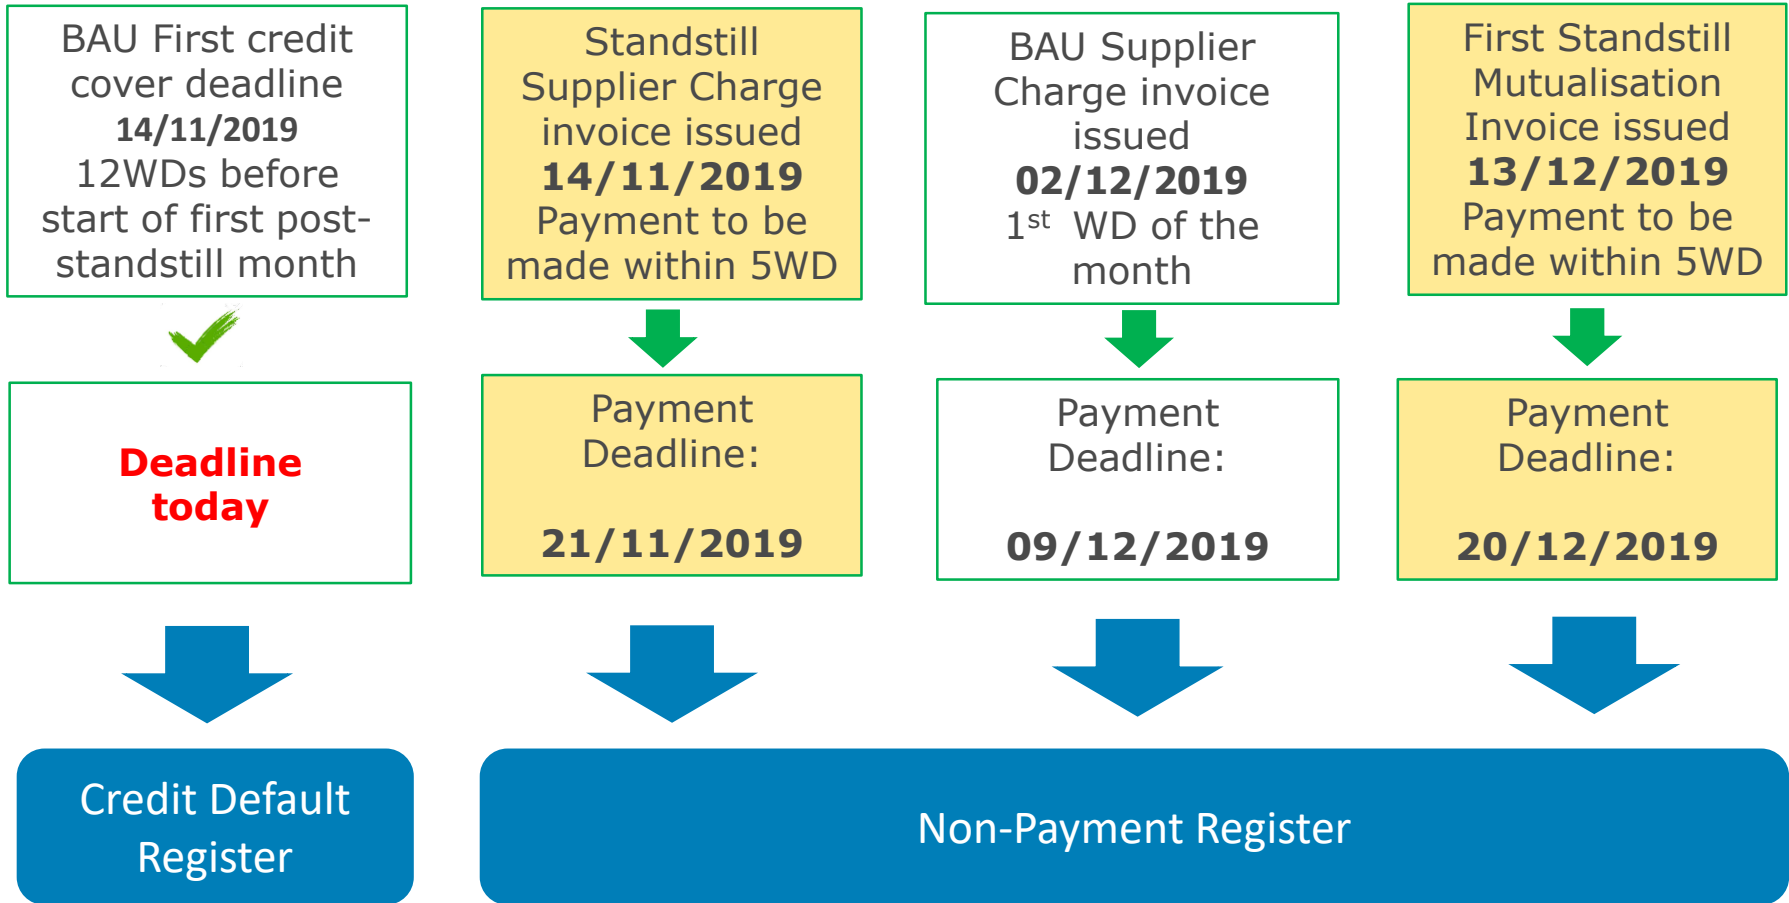 BAU First credit
cover deadline
14/11/2019
12WDs before
start of first post-
standstill month
Deadline
today
Standstill
Supplier Charge
invoice issued
14/11/2019
Payment to be
made within 5WD
Payment
Deadline:
21/11/2019
BAU Supplier
Charge invoice
issued
02/12/2019
1st WD of the
month
Payment
Deadline:
09/12/2019
First Standstill
Mutualisation
Invoice issued
13/12/2019
Payment to be
made within 5WD
Payment
Deadline:
20/12/2019
Credit Default
Register
Non-Payment Register